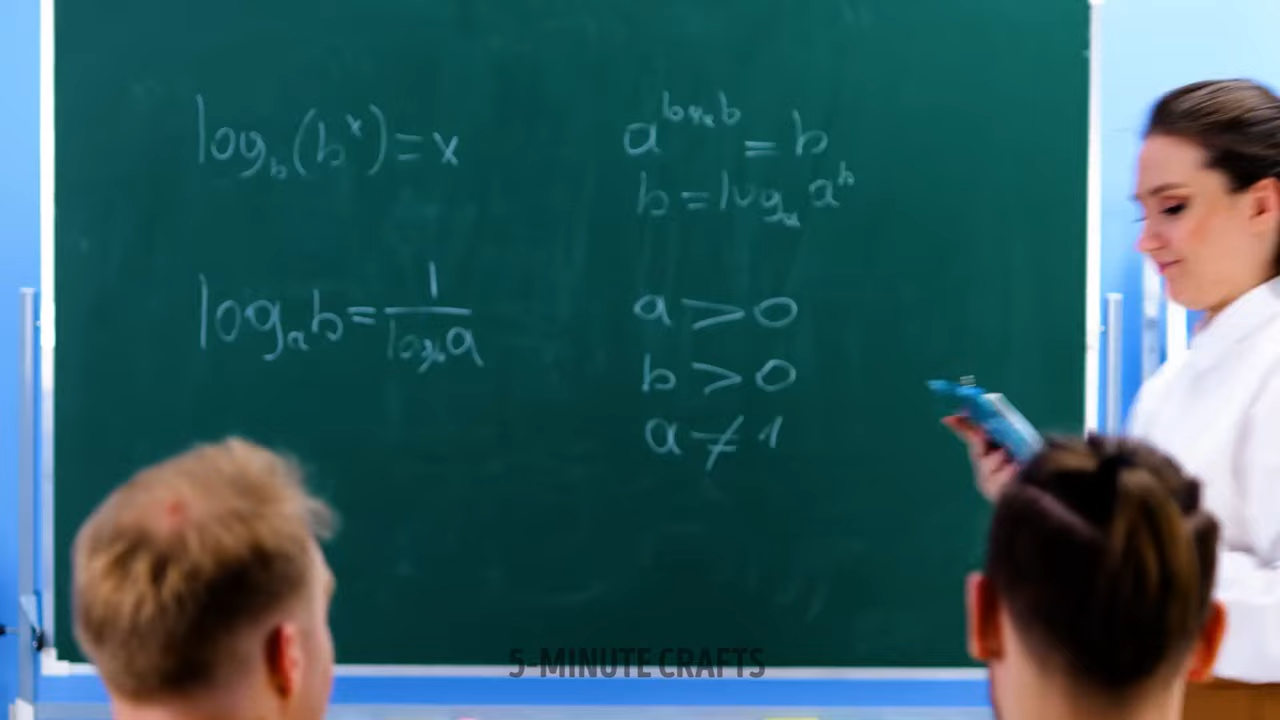 log_b(b^x)=x
log_a b=1/log_b a
a^{log_a b}=b
b=log_a a^b
a>0
b>0
a≠1
5-MINUTE CRAFTS